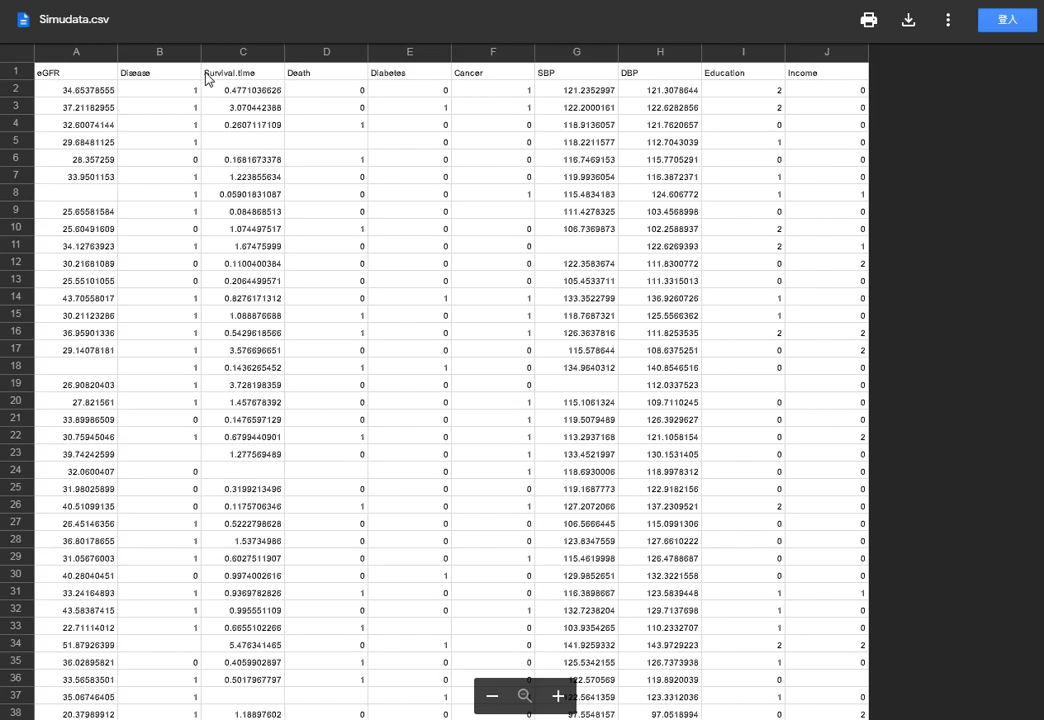 Simudata.csv
登入
A B C D E F G H I J
1 eGFR Disease Survival.time Death Diabetes Cancer SBP DBP Education Income
2 34.65378555 1 0.4771036626 0 0 1 121.2352997 121.3078644 2 0
3 37.21182955 1 3.070442388 0 1 1 122.2000161 122.6282856 2 0
4 32.60074144 1 0.2607117109 1 0 0 118.9136057 121.7620657 0 0
5 29.68481125 1 0 0 118.2211577 112.7043039 1 0
6 28.357259 0 0.1681673378 1 0 0 116.7469153 115.7705291 0 0
7 33.9501153 1 1.223855634 0 0 0 119.9936054 116.3872371 1 0
8 1 0.05901831087 0 0 1 115.4834183 124.606772 1 1
9 25.65581584 1 0.084868513 0 0 111.4278325 103.4568998 0 0
10 25.60491609 0 1.074497517 1 0 0 106.7369873 102.2588937 2 0
11 34.12763923 1 1.67475999 0 0 0 122.6269393 2 1
12 30.21681089 0 0.1100400384 0 0 0 122.3583674 111.8300772 0 2
13 25.55101055 0 0.2064499571 0 0 0 105.4533711 111.3315013 0 0
14 43.70558017 1 0.8276171312 0 1 1 133.3522799 136.9260726 1 0
15 30.21123286 1 1.088876688 0 0 0 118.7687321 125.5566362 1 0
16 36.95901336 1 0.5429618566 1 0 0 126.3637816 111.8253535 2 2
17 29.14078181 3.576696651 0 0 0 115.578644 108.6375251 0 2
18 1 0.1436265452 1 1 0 134.9640312 140.8546516 0 0
19 26.90820403 1 3.728198359 0 0 0 112.0337523 0
20 27.821561 1 1.457678392 0 0 1 115.1061324 109.7110245 0 0
21 33.89986509 0 0.1476597129 0 0 1 119.5079489 126.3929627 0 0
22 30.75945046 1 0.6799440901 1 0 1 113.2937168 121.1058154 0 2
23 39.74242599 1.277569489 0 0 1 133.4521997 130.1531405 0 0
24 32.0600407 0 0 1 118.6930006 118.9978312 0 0
25 31.98025899 0 0.3199213496 0 0 0 119.1687773 122.9182156 0 0
26 40.51099135 0 0.1175706346 1 0 1 127.2072066 137.2309521 2 0
27 26.45146356 1 0.5222798628 0 0 0 106.5666445 115.0991306 0 0
28 36.80178655 1 1.53734986 0 0 0 123.8347559 127.6610222 0 0
29 31.05676003 1 0.6027511907 0 0 1 115.4619998 126.4788687 0 0
30 40.28040451 0 0.9974002616 0 1 0 129.9852651 132.3221558 0 0
31 33.24164893 1 0.9369782826 1 0 0 116.3898667 123.5839448 1 1
32 43.58387415 1 0.995551109 0 0 1 132.7238204 129.7137698 1 0
33 22.71114012 1 0.6655102266 1 0 0 103.9354265 110.2332707 1 0
34 51.87926399 5.476341465 0 1 0 141.9259332 143.9729223 2 2
35 36.02895821 0 0.4059902897 1 0 0 125.5342155 126.7373938 1 0
36 33.56583501 1 0.5017967797 1 0 119.8920039 0
37 35.06746405 1 1 123.3312036 1 0
38 20.37989912 1 1.18897602 0 0 97.5548157 97.0518994 0 2